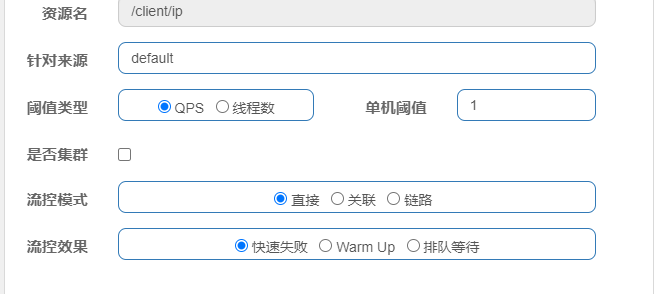 资源名 /client/ip
针对来源 default
阈值类型 QPS 线程数 单机阈值 1
是否集群
流控模式 直接 关联 链路
流控效果 快速失败 Warm Up 排队等待